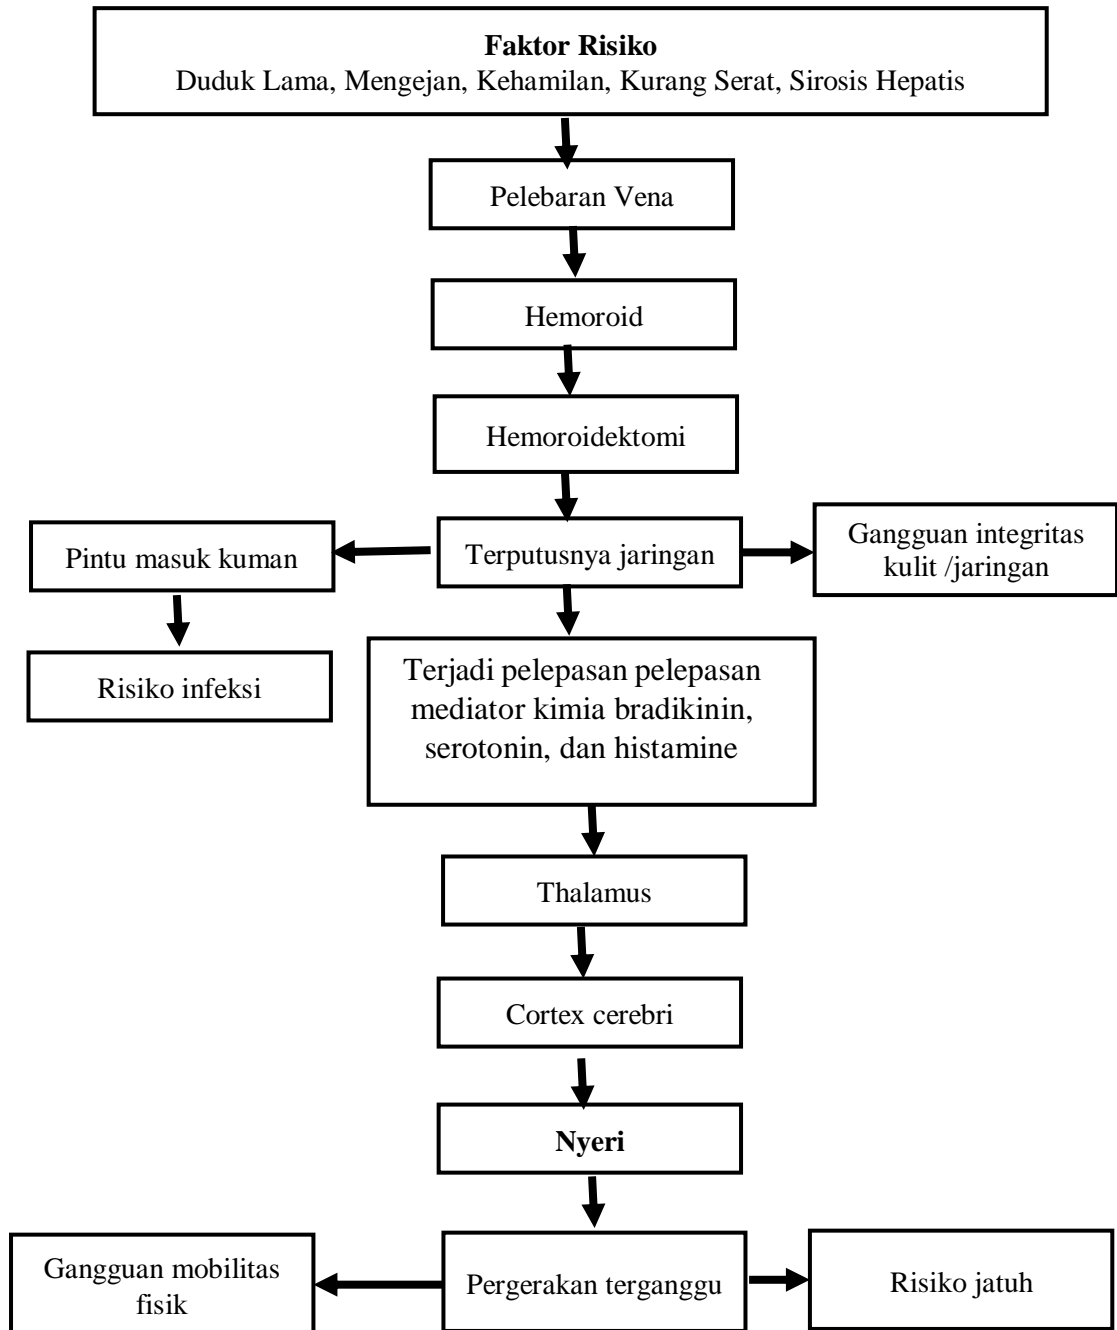 Faktor Risiko
Duduk Lama, Mengejan, Kehamilan, Kurang Serat, Sirosis Hepatis
Pelebaran Vena
Hemoroid
Hemoroidektomi
Pintu masuk kuman
Terputusnya jaringan
Gangguan integritas
kulit /jaringan
Risiko infeksi
Terjadi pelepasan pelepasan
mediator kimia bradikinin,
serotonin, dan histamine
Thalamus
Cortex cerebri
Nyeri
Gangguan mobilitas
fisik
Pergerakan terganggu
Risiko jatuh